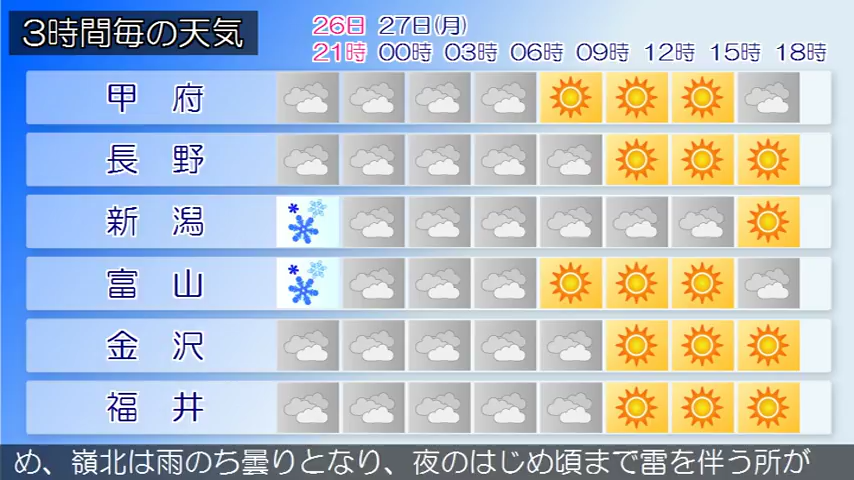 3時間毎の天気
26日 27日(月)
21時 00時 03時 06時 09時 12時 15時 18時
甲 府
長 野
新 潟
富 山
金 沢
福 井
め、嶺北は雨のち曇りとなり、夜のはじめ頃まで雷を伴う所が